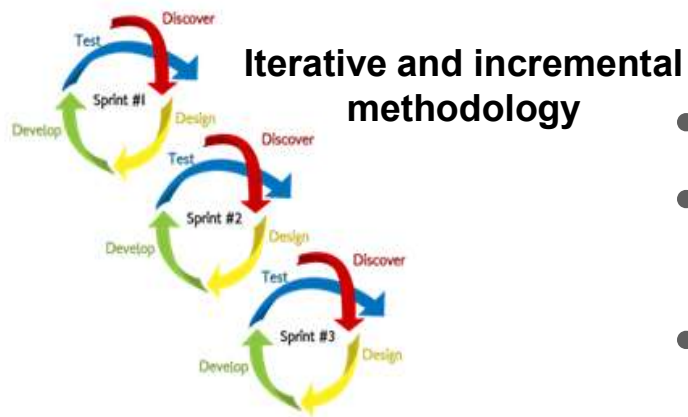 Discover
Test
Iterative and incremental
methodology
Sprint #1
Design
Develop
Discover
Test
Sprint #2
Design
Develop
Discover
Test
Sprint #3
Design
Develop